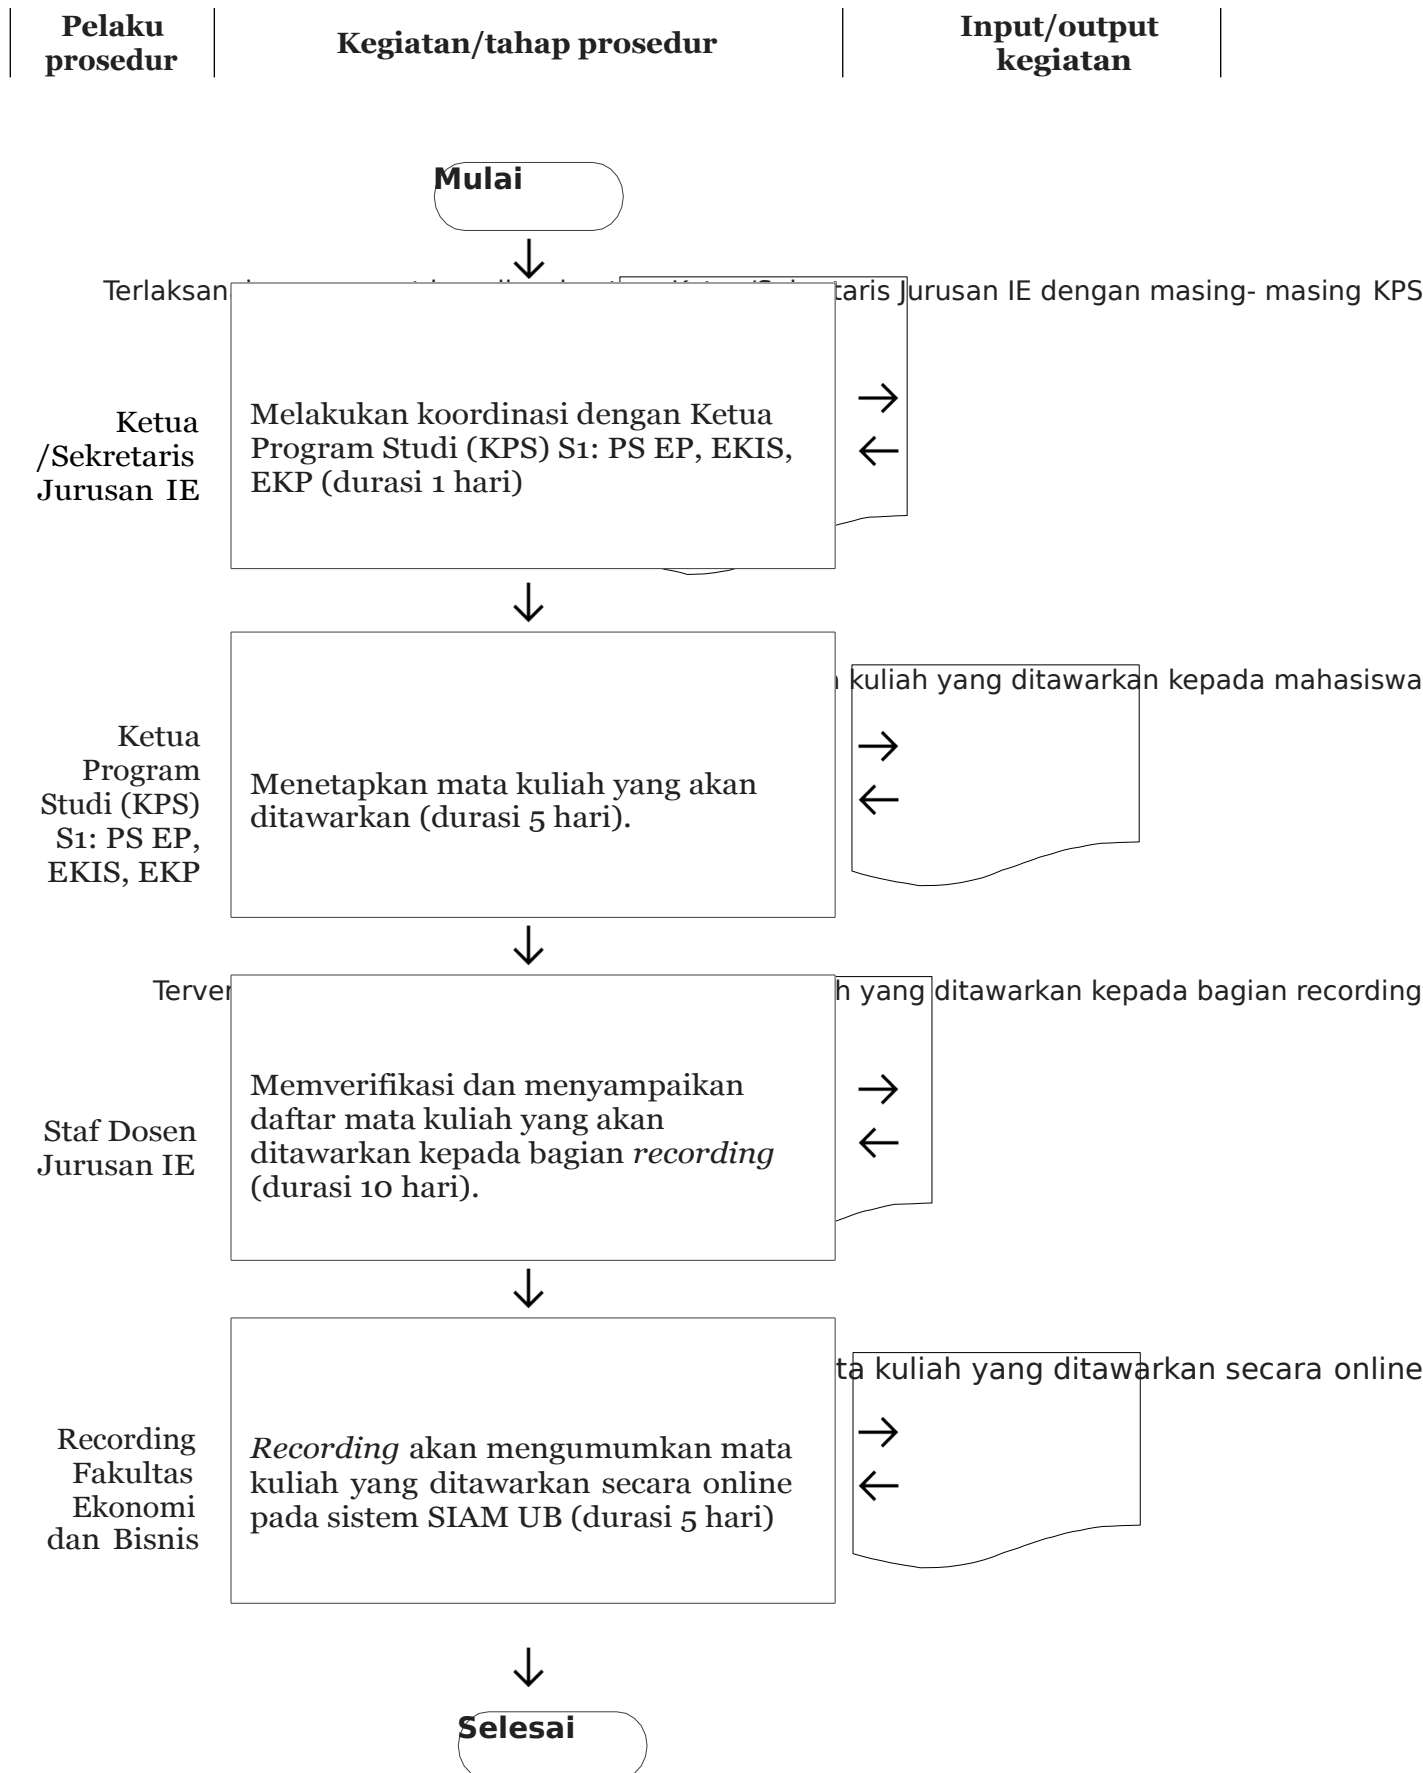 Pelaku
prosedur
Kegiatan/tahap prosedur
Input/output
kegiatan
Mulai
Jurusan IE dengan masing- masing KPS
Ketua
/Sekretaris
Jurusan IE
Melakukan koordinasi dengan Ketua
Program Studi (KPS) S1: PS EP, EKIS,
EKP (durasi 1 hari)
kuliah yang ditawarkan kepada mahasiswa
Ketua
Program
Studi (KPS)
S1: PS EP,
EKIS, EKP
Menetapkan mata kuliah yang akan
ditawarkan (durasi 5 hari).
yang ditawarkan kepada bagian recording
Staf Dosen
Jurusan IE
Memverifikasi dan menyampaikan
daftar mata kuliah yang akan
ditawarkan kepada bagian recording
(durasi 10 hari).
kuliah yang ditawarkan secara online
Recording
Fakultas
Ekonomi
dan Bisnis
Recording akan mengumumkan mata
kuliah yang ditawarkan secara online
pada sistem SIAM UB (durasi 5 hari)
Selesai